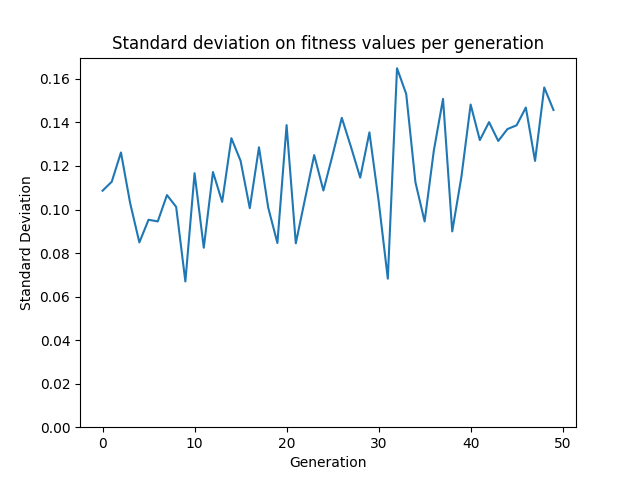 Standard deviation on fitness values per generation
0.16
0.14
0.12
0.10
0.08
0.06
0.04
0.02
0.00
Standard Deviation
0 10 20 30 40 50
Generation